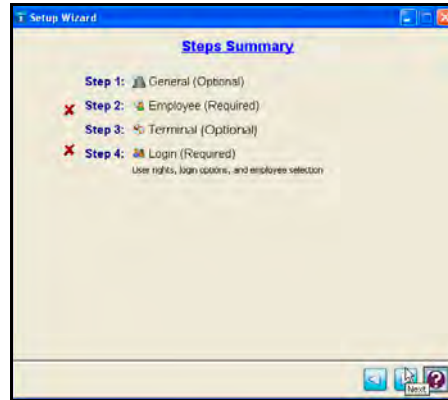 Setup Wizard
Steps Summary
Step 1: General (Optional)
Step 2: Employee (Required)
Step 3: Terminal (Optional)
Step 4: Login (Required)
User rights, login options, and employee selection
Next